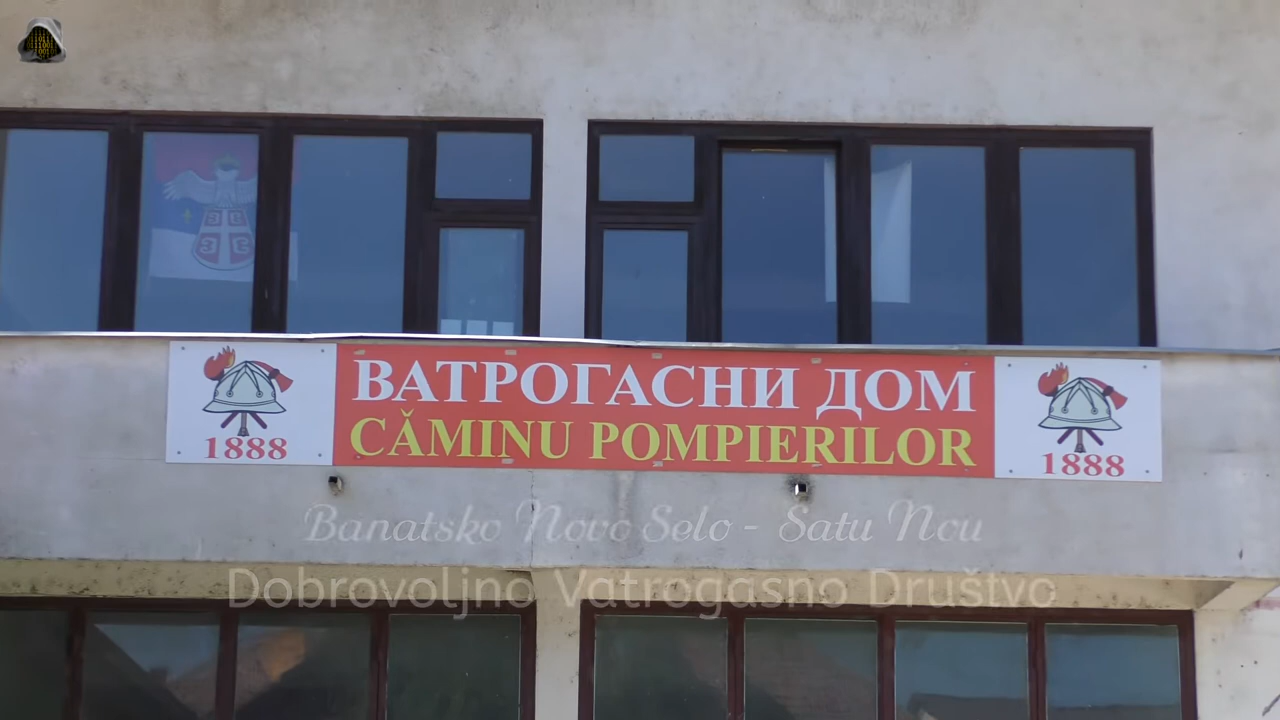 ВАТРОГАСНИ ДОМ
CĂMINU POMPIERILOR
1888
1888
Banatsko Novo Selo - Satu Nou
Dobrovoljno Vatrogasno Društvo